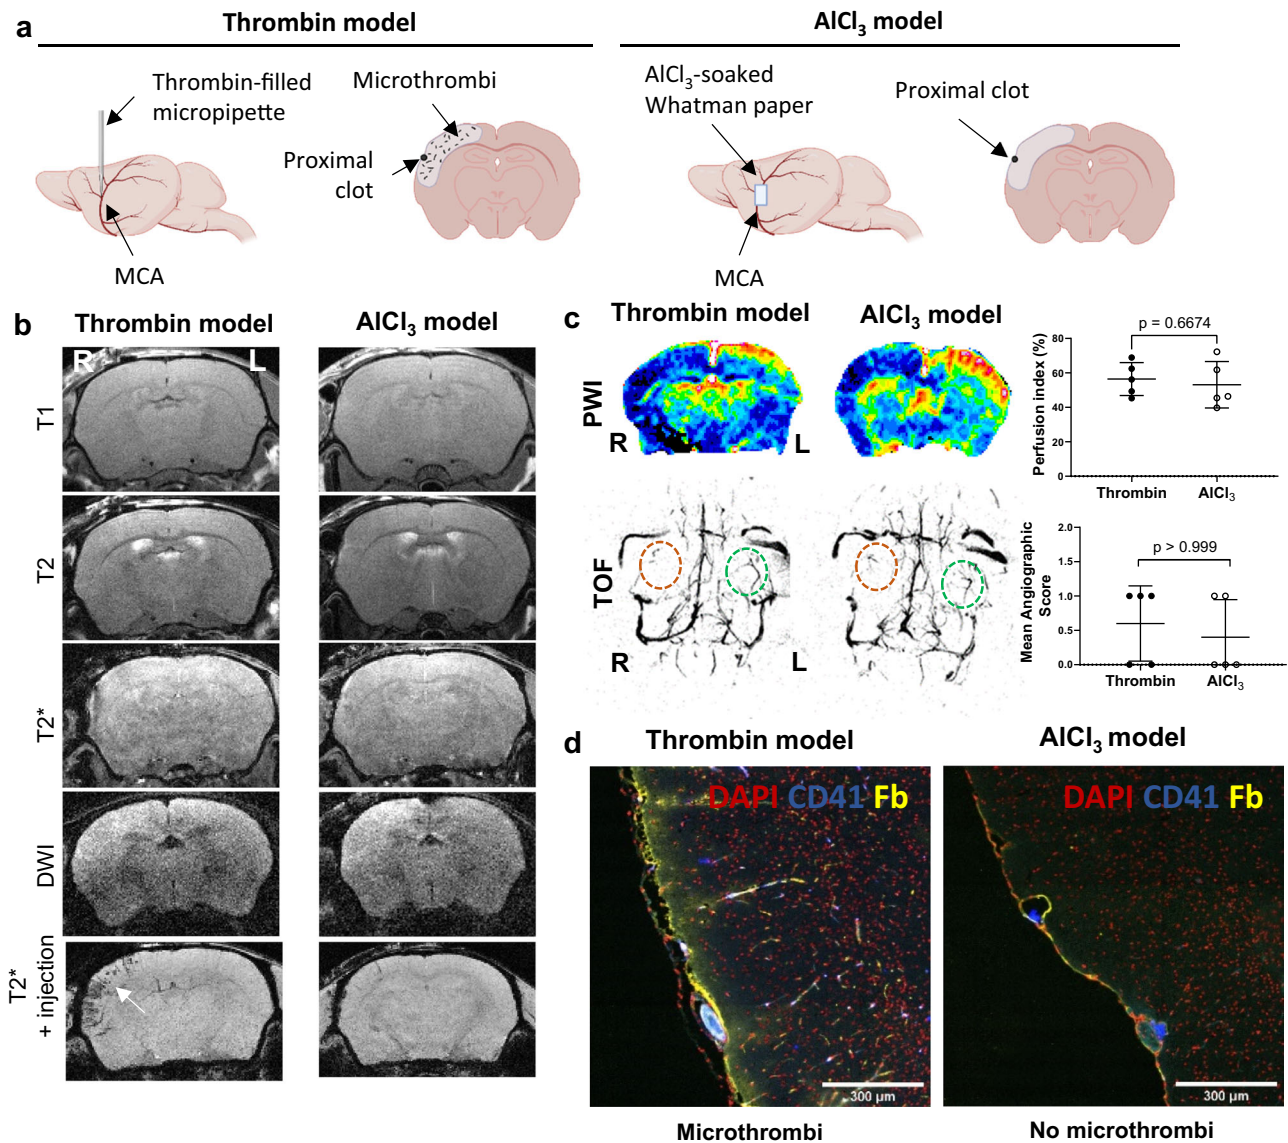 a
Thrombin model
AlCl3 model
Thrombin-filled
micropipette
Microthrombi
Proximal
clot
MCA
AlCl3-soaked
Whatman paper
Proximal clot
MCA
b
Thrombin model
AlCl3 model
R
L
T1
T2
T2*
DWI
T2*
+ injection
c
Thrombin model
AlCl3 model
PWI
R
L
Perfusion index (%)
80
60
40
20
0
p = 0.6674
Thrombin
AlCl3
TOF
R
L
Mean Angiographic
Score
2.0
1.5
1.0
0.5
0.0
p > 0.999
Thrombin
AlCl3
d
Thrombin model
AlCl3 model
DAPI CD41 Fb
DAPI CD41 Fb
300 µm
300 µm
Microthrombi
No microthrombi